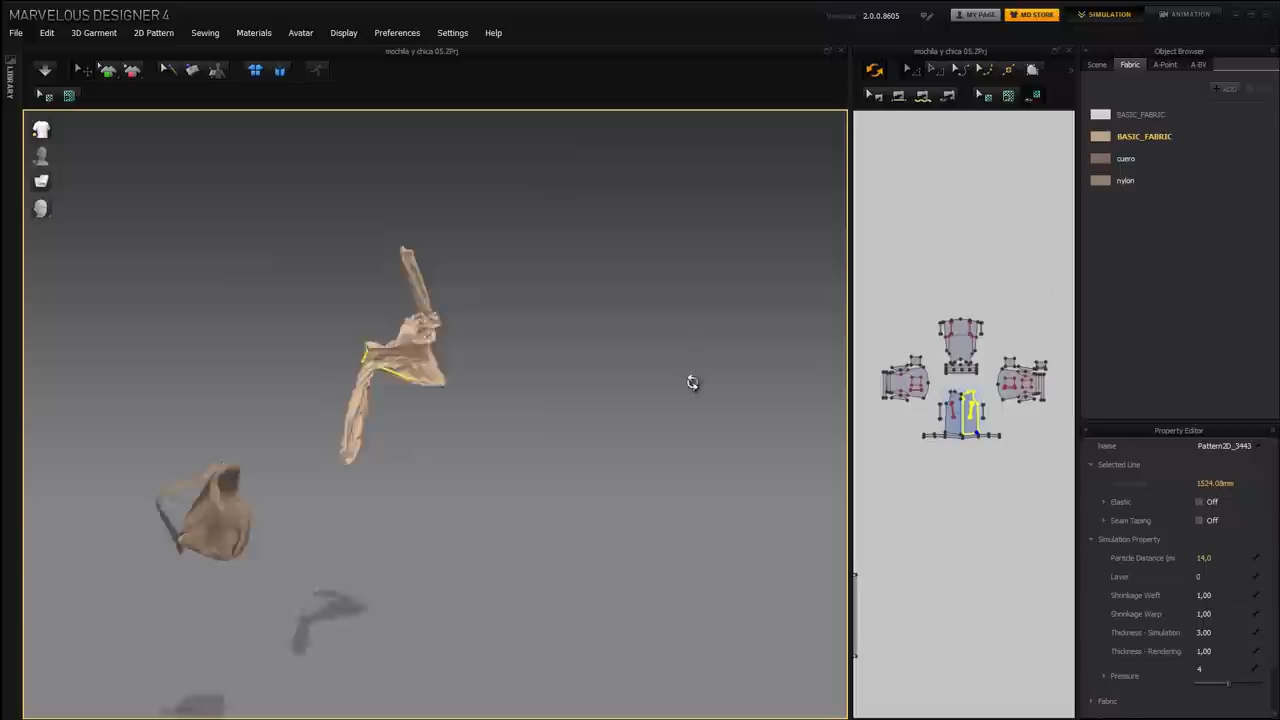 MARVELOUS DESIGNER 4
2.0.0.8605
MY PAGE
MD STORE
SIMULATION
ANIMATION
File Edit 3D Garment 2D Pattern Sewing Materials Avatar Display Preferences Settings Help
mochila y chica 05.ZPrj
mochila y chica 05.ZPrj
Object Browser
LIBRARY
Scene Fabric A-Point A-BV
ADD
BASIC_FABRIC
BASIC_FABRIC
cuero
nylon
Property Editor
Name Pattern2D_3443
Selected Line
1524.08mm
Elastic Off
Seam Taping Off
Simulation Property
Particle Distance (m 14,0
Layer 0
Shrinkage Weft 1,00
Shrinkage Warp 1,00
Thickness - Simulation 3,00
Thickness - Rendering 1,00
Pressure 4
Fabric